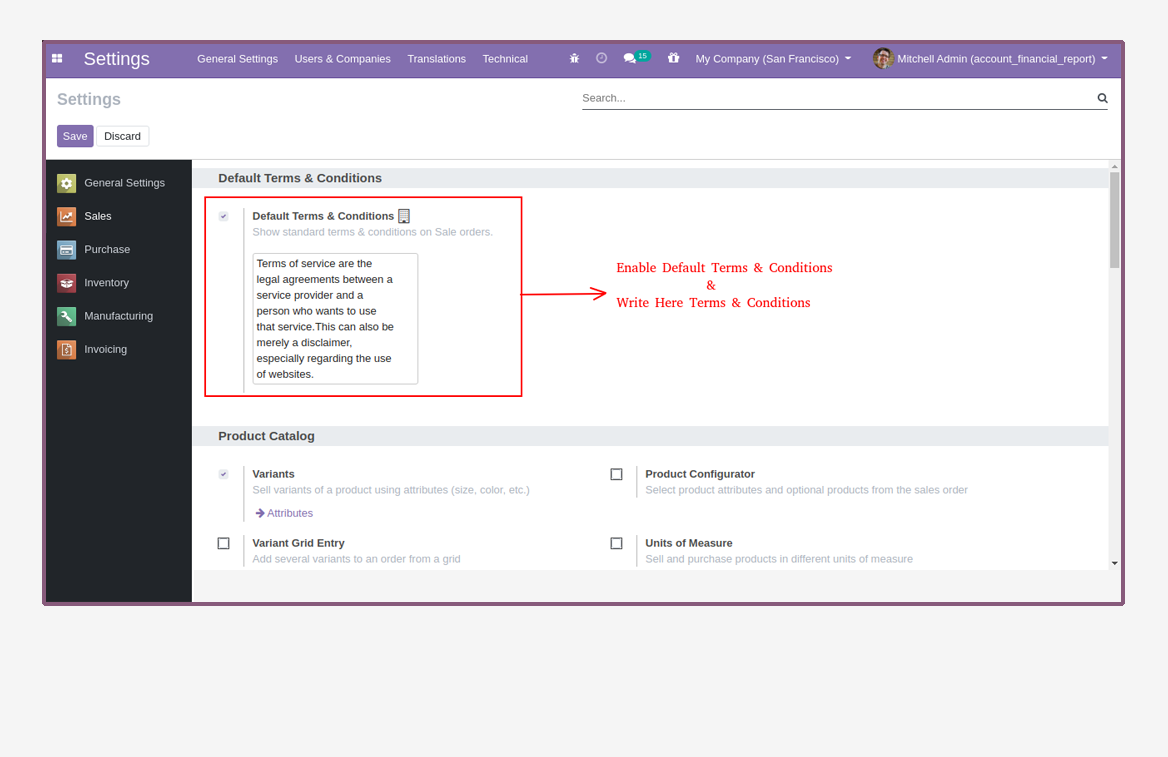 Settings General Settings Users & Companies Translations Technical 15 My Company (San Francisco) Mitchell Admin (account_financial_report)
Settings
Search...
Save Discard
General Settings
Sales
Purchase
Inventory
Manufacturing
Invoicing
Default Terms & Conditions
Default Terms & Conditions
Show standard terms & conditions on Sale orders.
Terms of service are the
legal agreements between a
service provider and a
person who wants to use
that service.This can also be
merely a disclaimer,
especially regarding the use
of websites.
Enable Default Terms & Conditions
&
Write Here Terms & Conditions
Product Catalog
Variants
Sell variants of a product using attributes (size, color, etc.)
Attributes
Product Configurator
Select product attributes and optional products from the sales order
Variant Grid Entry
Add several variants to an order from a grid
Units of Measure
Sell and purchase products in different units of measure